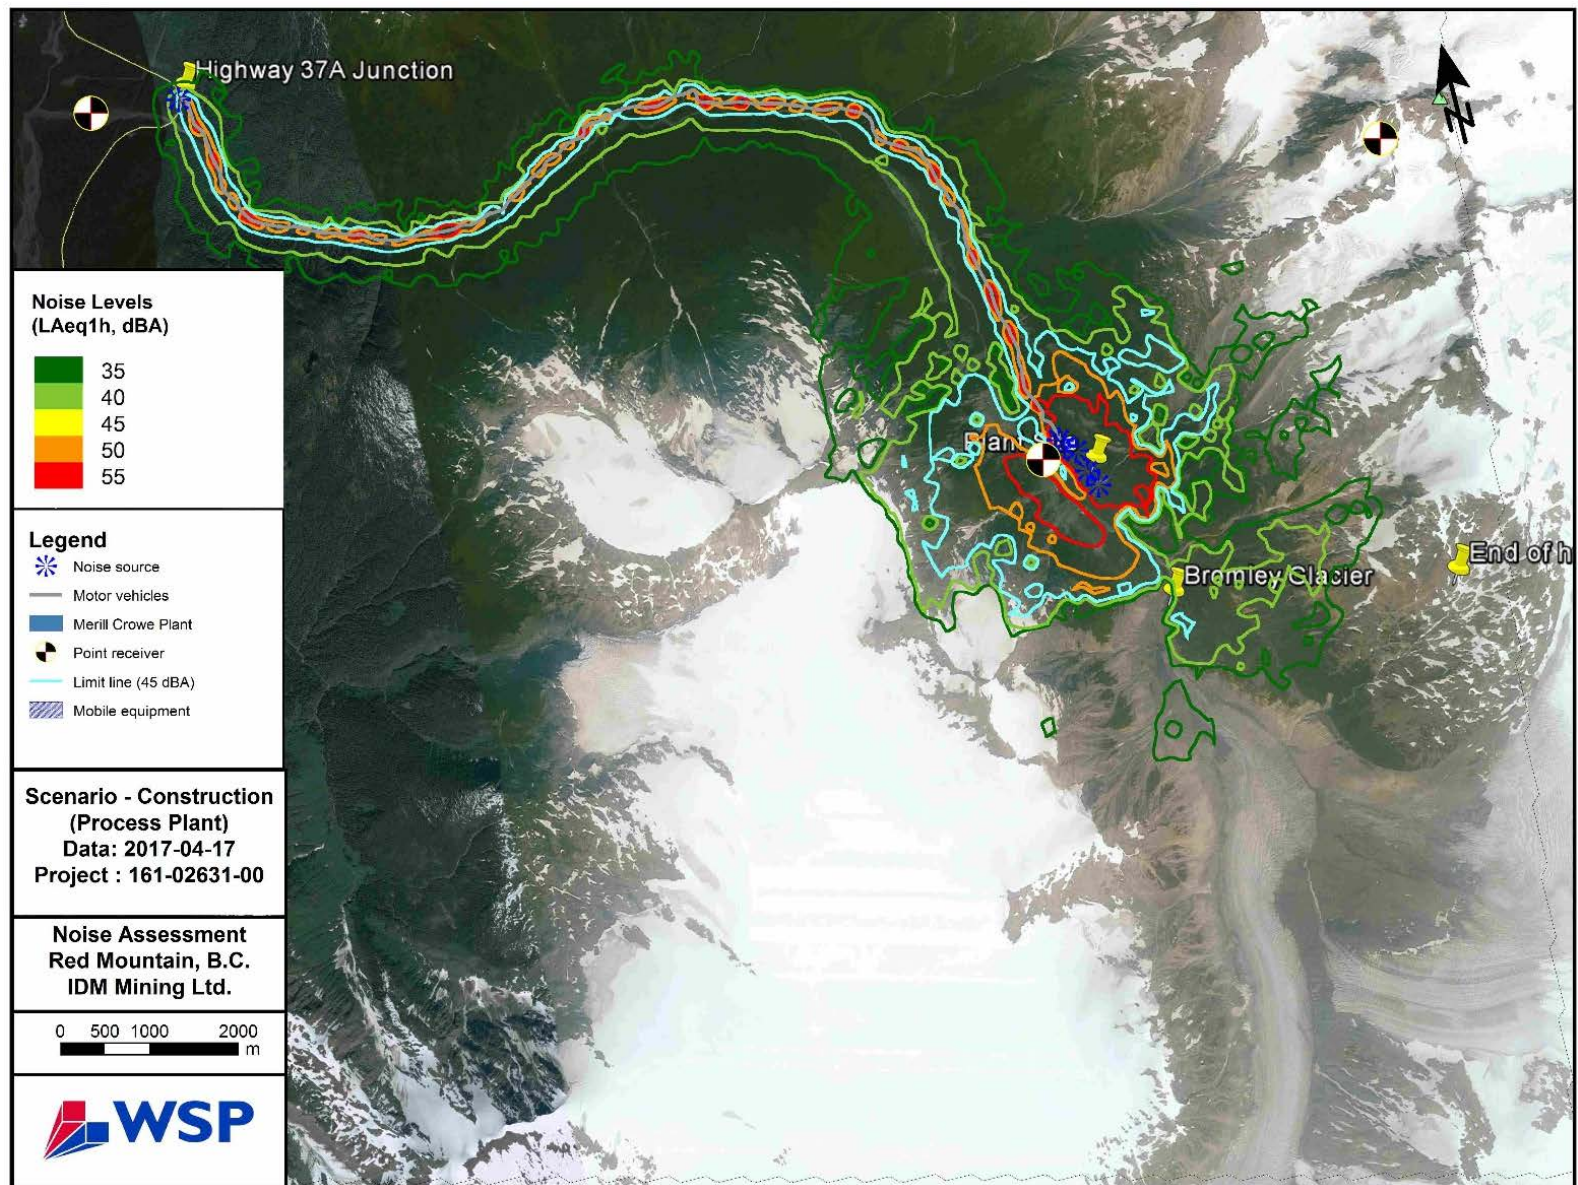 Highway 37A Junction
Noise Levels
(LAeq1h, dBA)
35
40
45
50
55
Legend
Noise source
Motor vehicles
Merill Crowe Plant
Point receiver
Limit line (45 dBA)
Mobile equipment
Plant
End of h
Bromley Glacier
Scenario - Construction
(Process Plant)
Data: 2017-04-17
Project : 161-02631-00
Noise Assessment
Red Mountain, B.C.
IDM Mining Ltd.
0 500 1000 2000
m
WSP
N